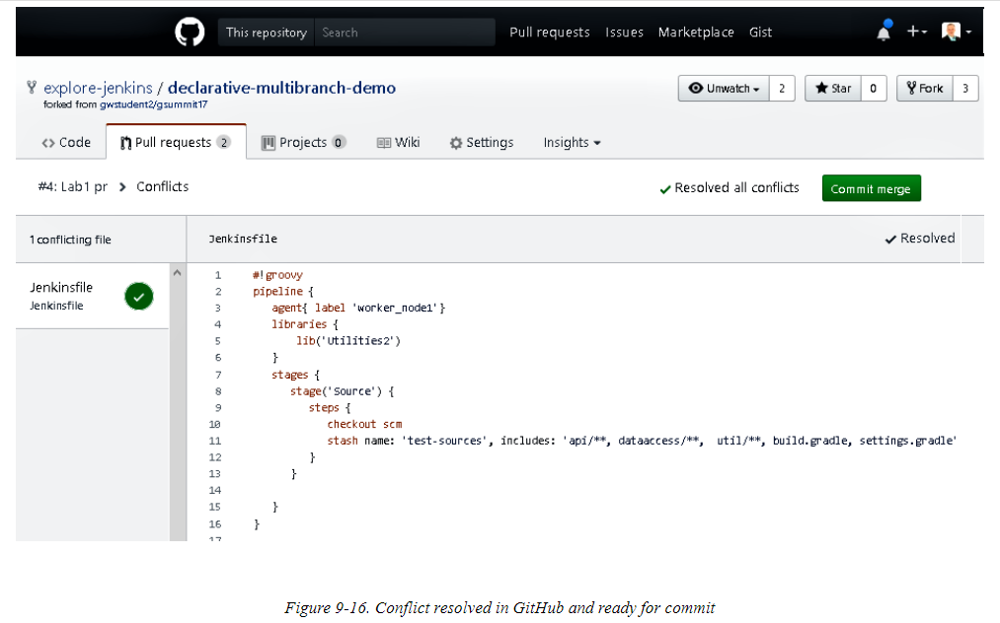 This repository Search Pull requests Issues Marketplace Gist
explore-jenkins / declarative-multibranch-demo Unwatch 2 Star 0 Fork 3
forked from gwstudent2/gsummit17
Code Pull requests 2 Projects 0 Wiki Settings Insights
#4: Lab1 pr > Conflicts Resolved all conflicts Commit merge
1 conflicting file Jenkinsfile Resolved
Jenkinsfile
Jenkinsfile
1 #!groovy
2 pipeline {
3 agent{ label 'worker_node1'}
4 libraries {
5 lib('Utilities2')
6 }
7 stages {
8 stage('Source') {
9 steps {
10 checkout scm
11 stash name: 'test-sources', includes: 'api/**, dataaccess/**, util/**, build.gradle, settings.gradle'
12 }
13 }
14
15 }
16 }
17
Figure 9-16. Conflict resolved in GitHub and ready for commit